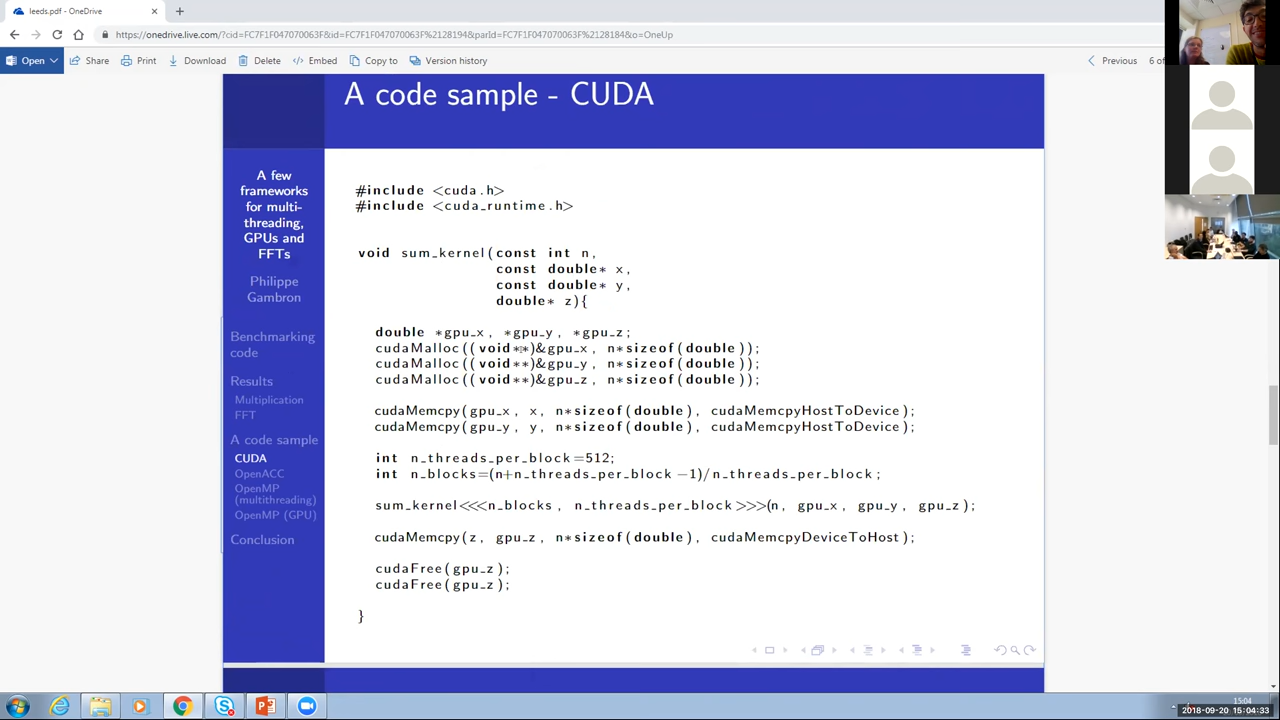 leeds.pdf - OneDrive
https://onedrive.live.com/?cid=FC7F1F047070063F&id=FC7F1F047070063F%2128194&parId=FC7F1F047070063F%2128184&o=OneUp
Open
Share
Print
Download
Delete
Embed
Copy to
Version history
Previous
6 of
A code sample - CUDA
A few
frameworks
for multi-
threading,
GPUs and
FFTs
Philippe
Gambron
Benchmarking
code
Results
Multiplication
FFT
A code sample
CUDA
OpenACC
OpenMP
(multithreading)
OpenMP (GPU)
Conclusion
#include <cuda.h>
#include <cuda_runtime.h>
void sum_kernel(const int n,
const double* x,
const double* y,
double* z){
double *gpu_x, *gpu_y, *gpu_z;
cudaMalloc((void**)&gpu_x, n*sizeof(double));
cudaMalloc((void**)&gpu_y, n*sizeof(double));
cudaMalloc((void**)&gpu_z, n*sizeof(double));
cudaMemcpy(gpu_x, x, n*sizeof(double), cudaMemcpyHostToDevice);
cudaMemcpy(gpu_y, y, n*sizeof(double), cudaMemcpyHostToDevice);
int n_threads_per_block=512;
int n_blocks=(n+n_threads_per_block-1)/n_threads_per_block;
sum_kernel<<<n_blocks, n_threads_per_block>>>(n, gpu_x, gpu_y, gpu_z);
cudaMemcpy(z, gpu_z, n*sizeof(double), cudaMemcpyDeviceToHost);
cudaFree(gpu_z);
cudaFree(gpu_z);
}
15:04
2018-09-20 15:04:33